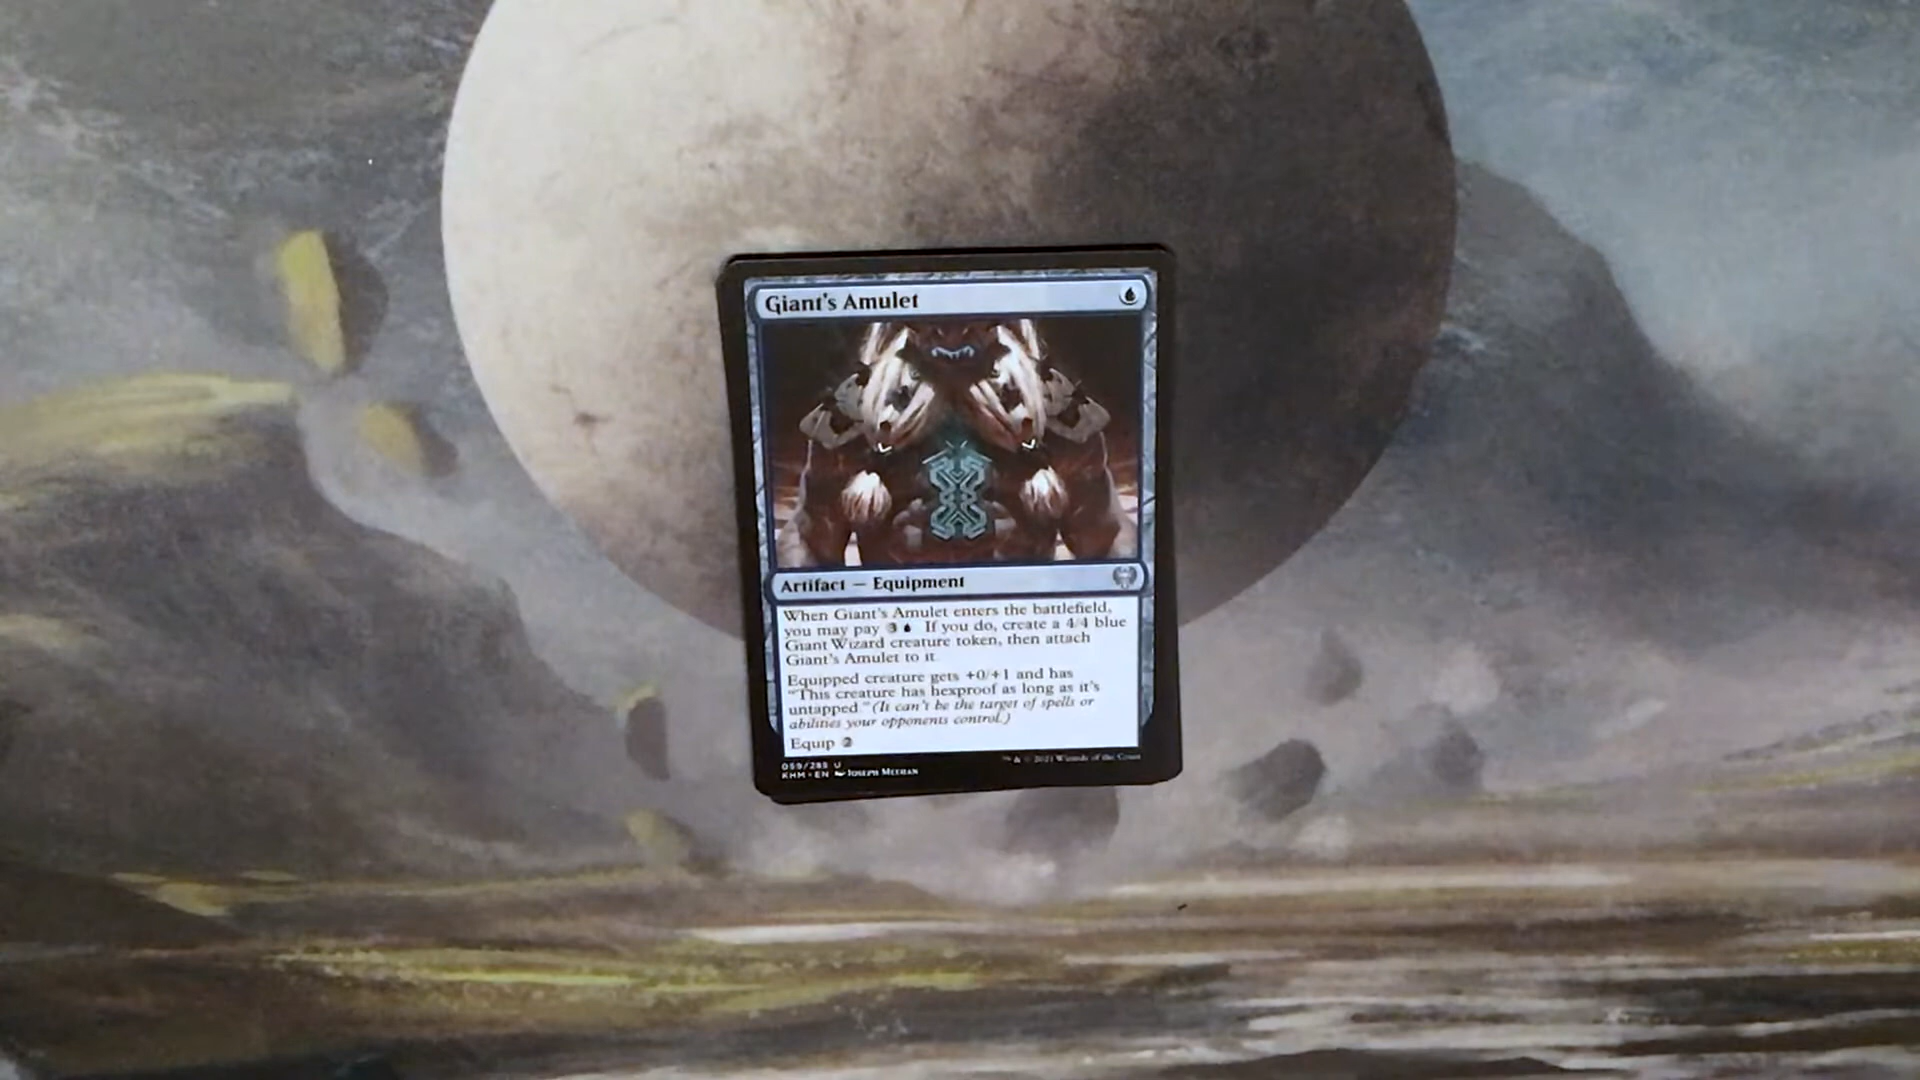 Giant's Amulet
Artifact — Equipment
When Giant's Amulet enters the battlefield,
you may pay 3 If you do, create a 4/4 blue
Giant Wizard creature token, then attach
Giant's Amulet to it.
Equipped creature gets +0/+1 and has
"This creature has hexproof as long as it's
untapped." (It can't be the target of spells or
abilities your opponents control.)
Equip 2
059/285 U
KHM • EN Joseph Meehan
™ & © 2021 Wizards of the Coast